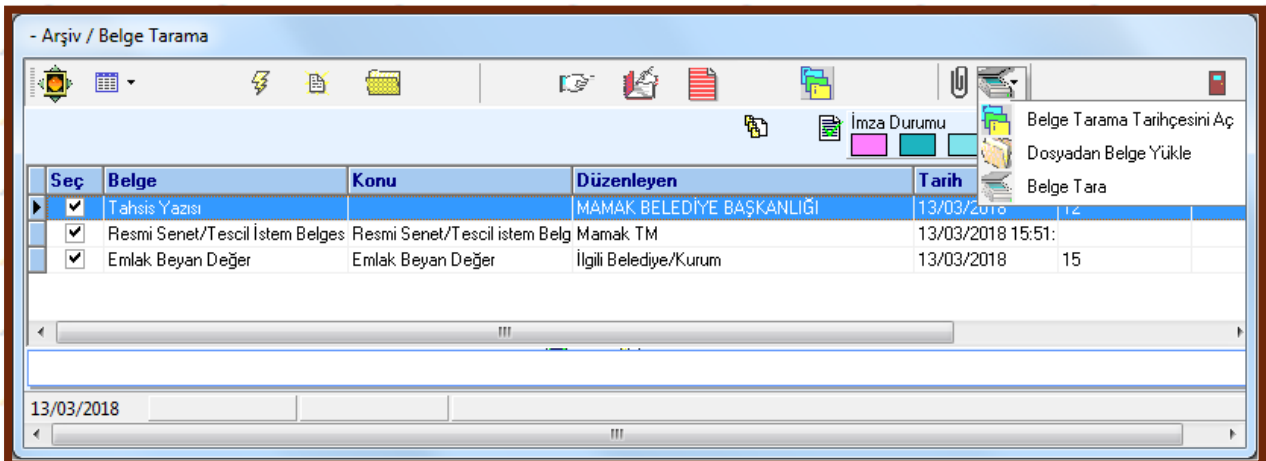 - Arşiv / Belge Tarama
İmza Durumu
Belge Tarama Tarihçesini Aç
Dosyadan Belge Yükle
Belge Tara
Seç Belge Konu Düzenleyen Tarih
Tahsis Yazısı MAMAK BELEDİYE BAŞKANLIĞI 13/03/2018 12
Resmi Senet/Tescil İstem Belges Resmi Senet/Tescil istem Belg Mamak TM 13/03/2018 15:51:
Emlak Beyan Değer Emlak Beyan Değer İlgili Belediye/Kurum 13/03/2018 15
13/03/2018